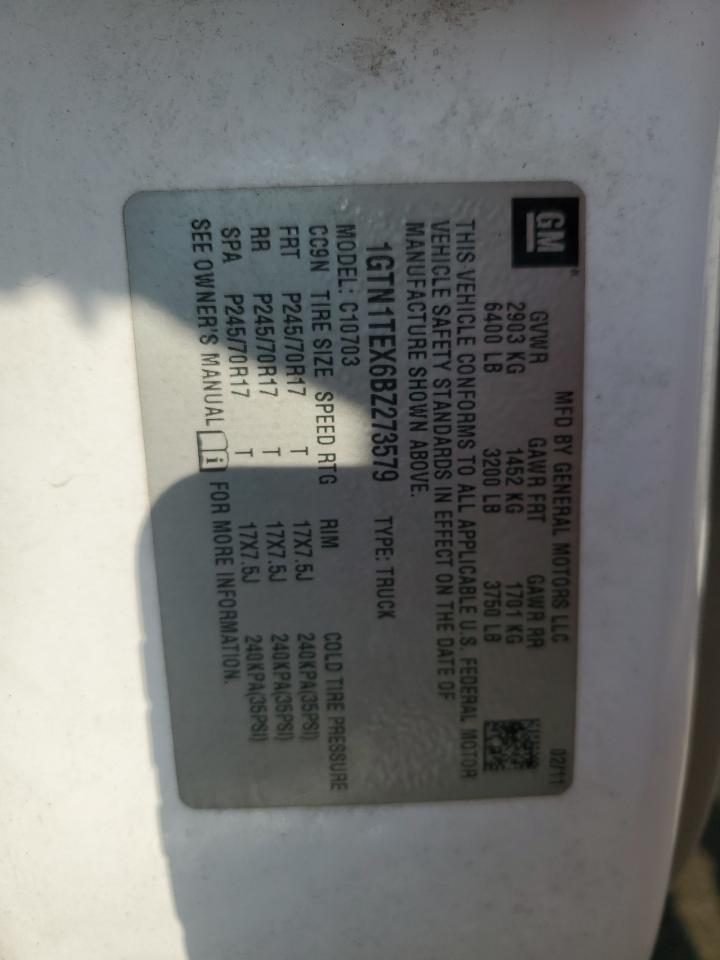 GM®
MFD BY GENERAL MOTORS LLC 02/11
GVWR GAWR FRT GAWR RR
2903 KG 1452 KG 1701 KG
6400 LB 3200 LB 3750 LB
THIS VEHICLE CONFORMS TO ALL APPLICABLE U.S. FEDERAL MOTOR
VEHICLE SAFETY STANDARDS IN EFFECT ON THE DATE OF
MANUFACTURE SHOWN ABOVE.
1GTN1TEX6BZ273579 TYPE: TRUCK
MODEL: C10703
CC9N TIRE SIZE SPEED RTG RIM COLD TIRE PRESSURE
FRT P245/70R17 T 17X7.5J 240KPA(35PSI)
RR P245/70R17 T 17X7.5J 240KPA(35PSI)
SPA P245/70R17 T 17X7.5J 240KPA(35PSI)
SEE OWNER'S MANUAL i FOR MORE INFORMATION.